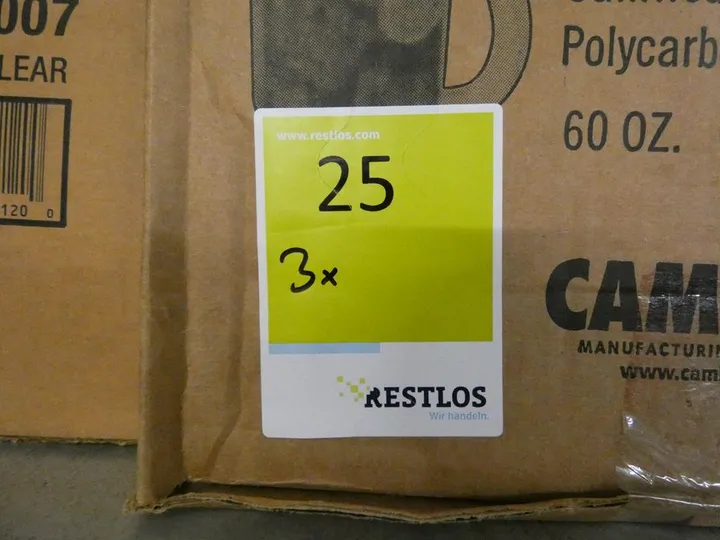 007
LEAR
120 0
Polycarb
60 OZ.
CAM
MANUFACTURI
www.cam
www.restlos.com
25
3x
RESTLOS
Wir handeln.